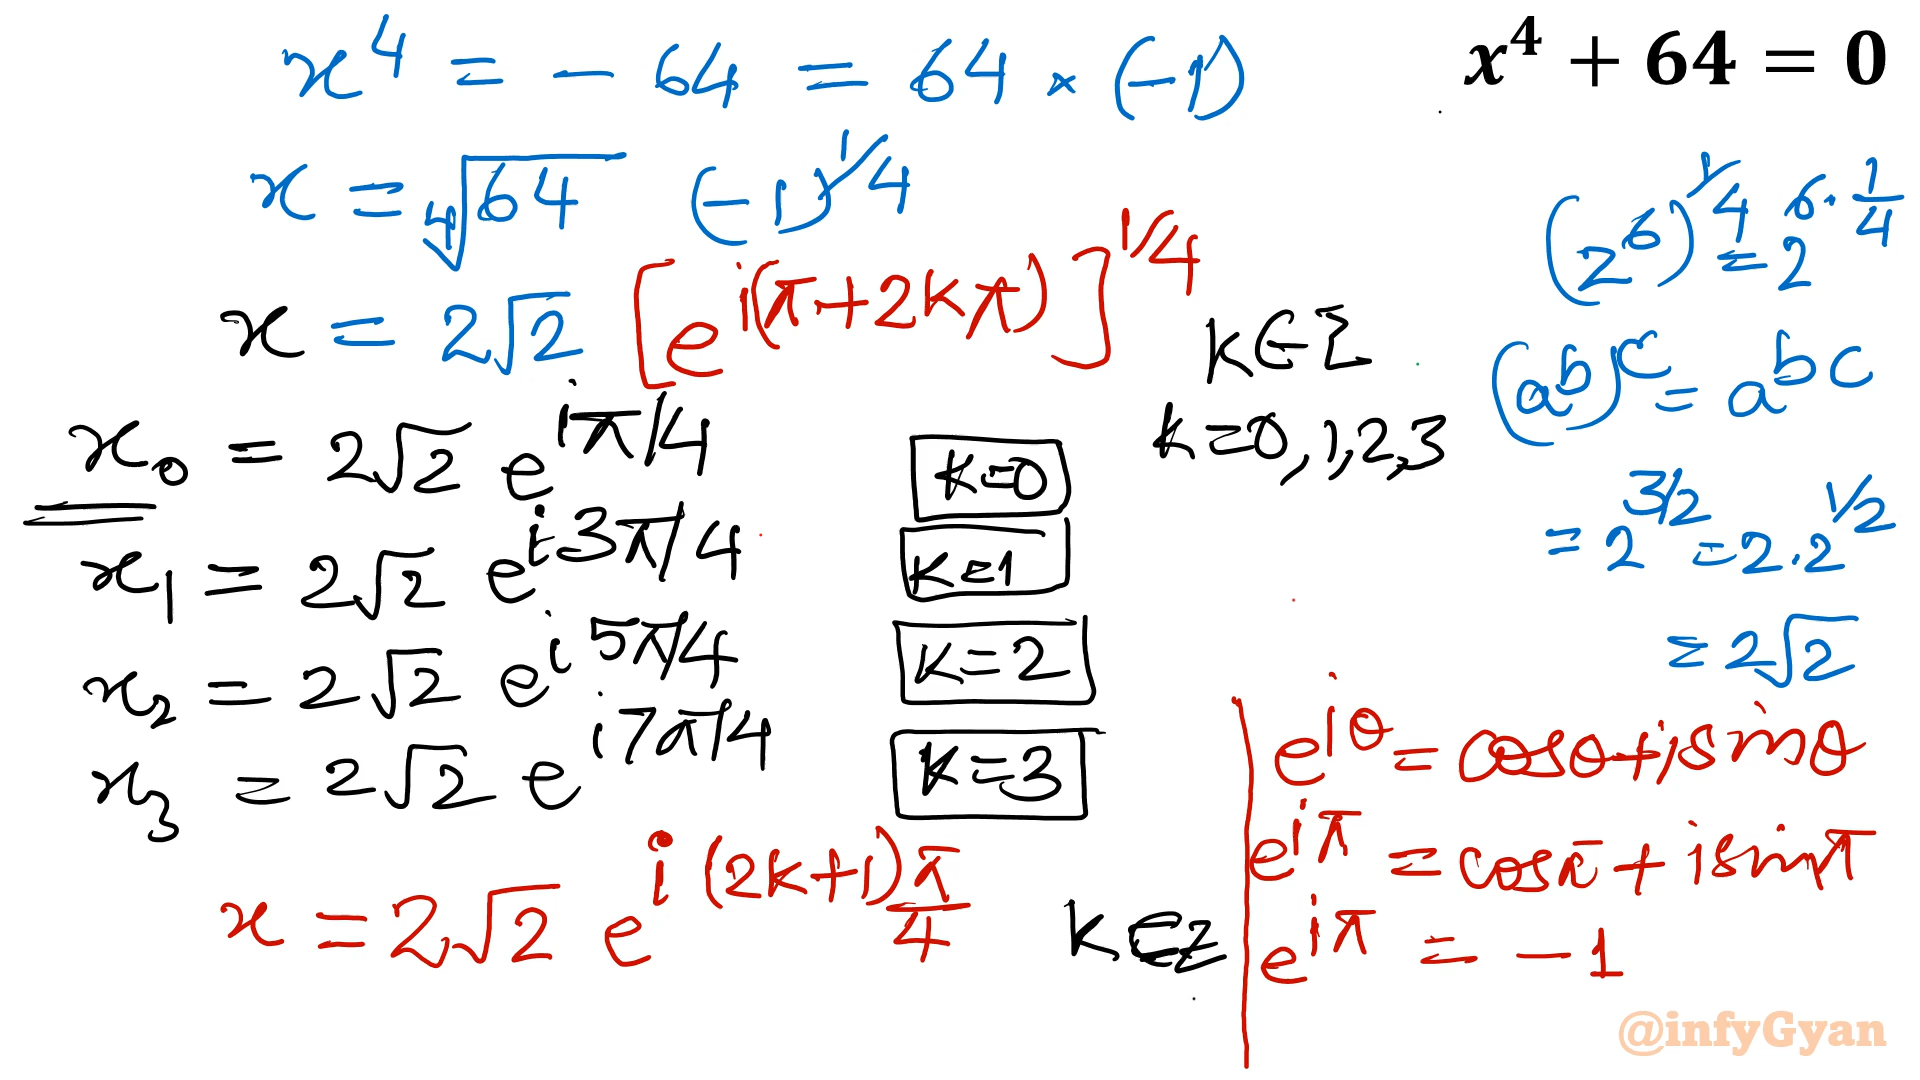 x⁴ + 64 = 0
x⁴ = - 64 = 64 × (-1)
x = ∜64 (-1)^1/4
x = 2√2 [e^i(π+2kπ)]^1/4
k∈Z
k=0,1,2,3
x₀ = 2√2 e^iπ/4 k=0
x₁ = 2√2 e^i3π/4 k=1
x₂ = 2√2 e^i5π/4 k=2
x₃ = 2√2 e^i7π/4 k=3
x = 2√2 e^i(2k+1)π/4 k∈z
(2⁶)^1/4 = 2^6·1/4
(a^b)^c = a^bc
= 2^3/2 = 2·2^1/2
= 2√2
e^iθ = cosθ+isinθ
e^iπ = cosπ + isinπ
e^iπ = -1
@infyGyan